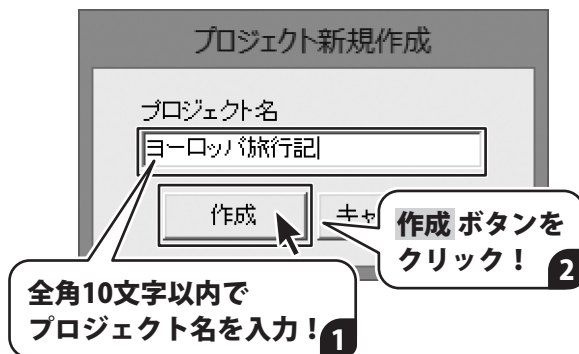 プロジェクト新規作成
プロジェクト名
ヨーロッパ旅行記
作成
キャ
作成 ボタンを
クリック！
2
全角10文字以内で
プロジェクト名を入力！
1